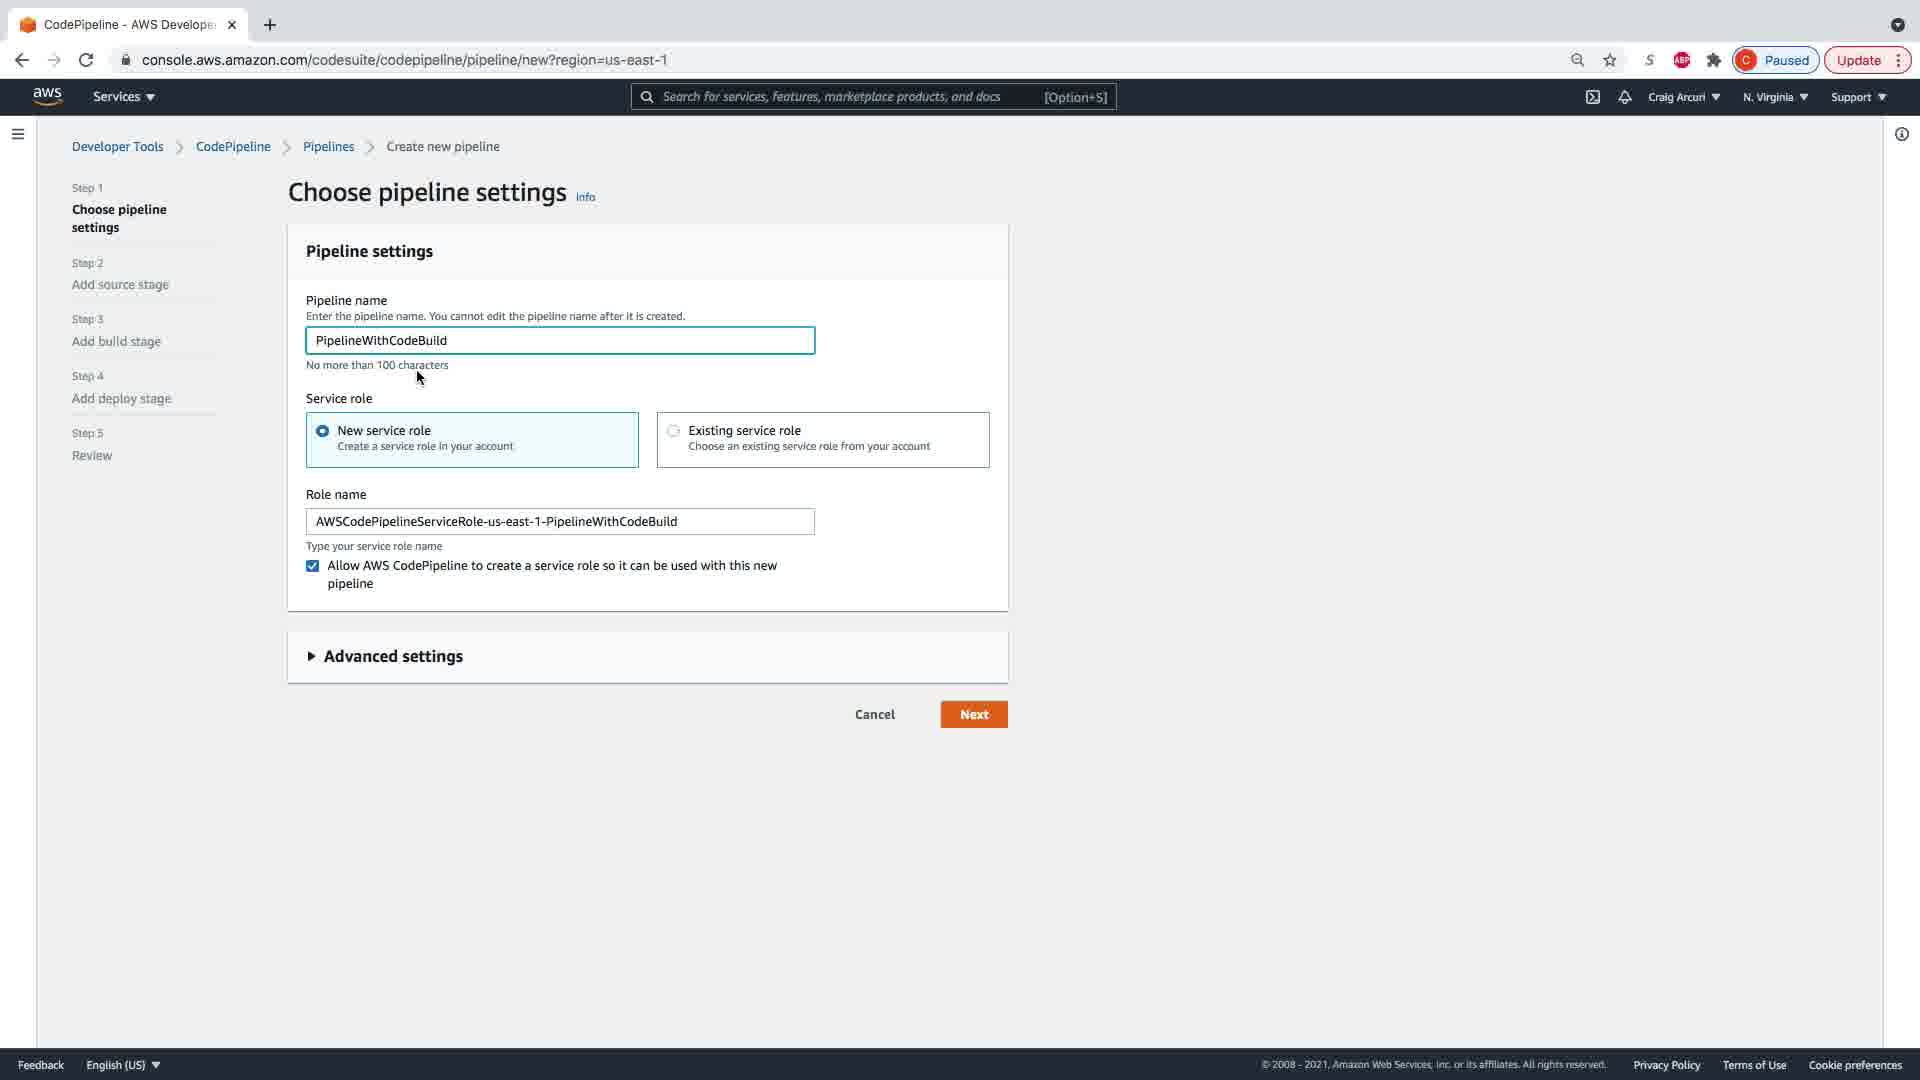 CodePipeline - AWS Develope
console.aws.amazon.com/codesuite/codepipeline/pipeline/new?region=us-east-1
S
ABP
C Paused
Update
aws
Services
Search for services, features, marketplace products, and docs [Option+S]
Craig Arcuri
N. Virginia
Support
Developer Tools
CodePipeline
Pipelines
Create new pipeline
Step 1
Choose pipeline
settings
Step 2
Add source stage
Step 3
Add build stage
Step 4
Add deploy stage
Step 5
Review
Choose pipeline settings Info
Pipeline settings
Pipeline name
Enter the pipeline name. You cannot edit the pipeline name after it is created.
PipelineWithCodeBuild
No more than 100 characters
Service role
New service role
Create a service role in your account
Existing service role
Choose an existing service role from your account
Role name
AWSCodePipelineServiceRole-us-east-1-PipelineWithCodeBuild
Type your service role name
Allow AWS CodePipeline to create a service role so it can be used with this new
pipeline
Advanced settings
Cancel
Next
Feedback
English (US)
© 2008 - 2021, Amazon Web Services, Inc. or its affiliates. All rights reserved.
Privacy Policy
Terms of Use
Cookie preferences